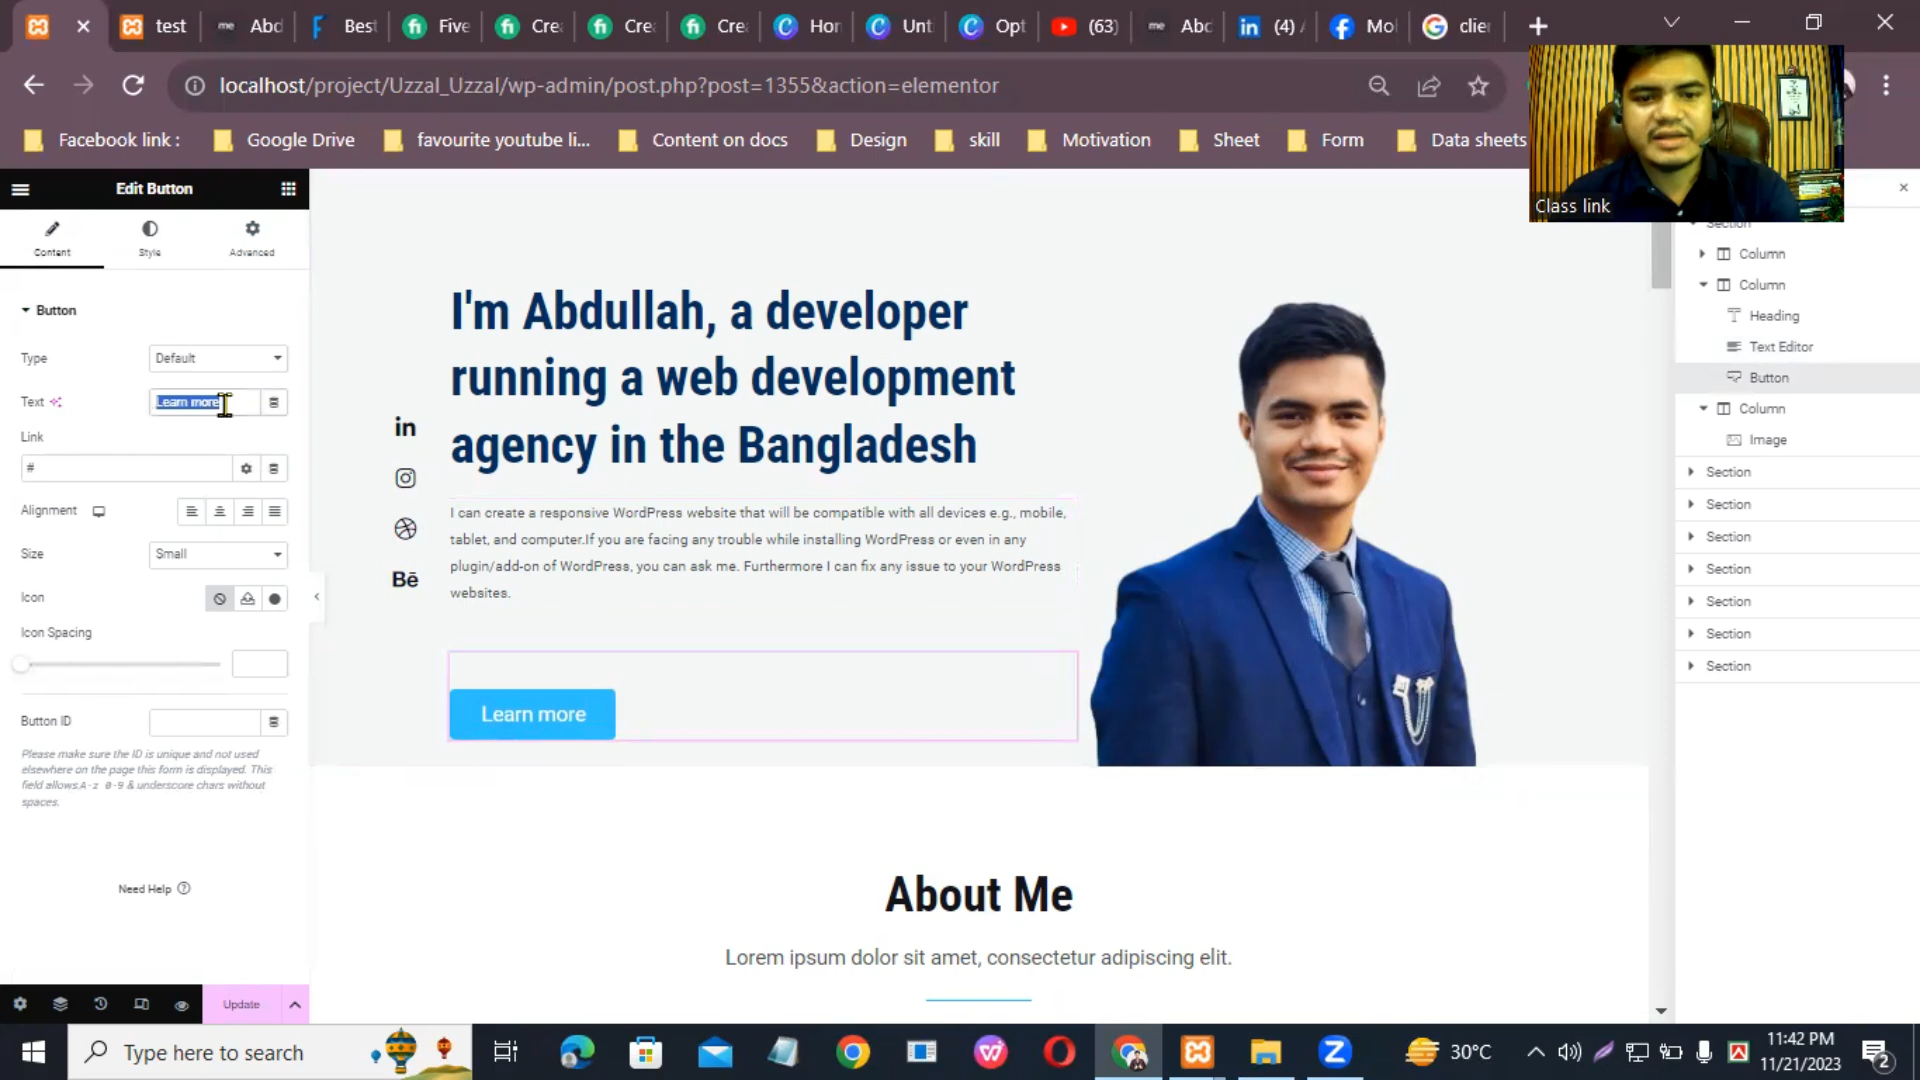 test
Abd
Best
Five
Cre
Cre
Cre
Hon
Unt
Opt
(63)
Abc
(4)
Mo
clie
localhost/project/Uzzal_Uzzal/wp-admin/post.php?post=1355&action=elementor
Facebook link :
Google Drive
favourite youtube li...
Content on docs
Design
skill
Motivation
Sheet
Form
Data sheets
Class link
Edit Button
Content
Style
Advanced
Button
Type
Default
Text
Learn more
Link
#
Alignment
Size
Small
Icon
Icon Spacing
Button ID
Please make sure the ID is unique and not used
elsewhere on the page this form is displayed. This
field allows A-z 0-9 & underscore chars without
spaces.
Need Help
Update
I'm Abdullah, a developer
running a web development
agency in the Bangladesh
in
Bē
I can create a responsive WordPress website that will be compatible with all devices e.g., mobile,
tablet, and computer.If you are facing any trouble while installing WordPress or even in any
plugin/add-on of WordPress, you can ask me. Furthermore I can fix any issue to your WordPress
websites.
Learn more
About Me
Lorem ipsum dolor sit amet, consectetur adipiscing elit.
Section
Column
Column
Heading
Text Editor
Button
Column
Image
Section
Section
Section
Section
Section
Section
Section
Type here to search
30°C
11:42 PM
11/21/2023
2